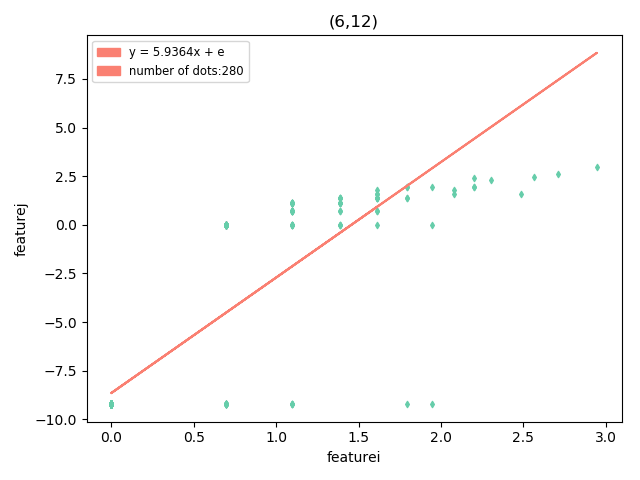 (6,12)
y = 5.9364x + e
number of dots:280
7.5
5.0
2.5
0.0
−2.5
−5.0
−7.5
−10.0
featurej
0.0 0.5 1.0 1.5 2.0 2.5 3.0
featurei